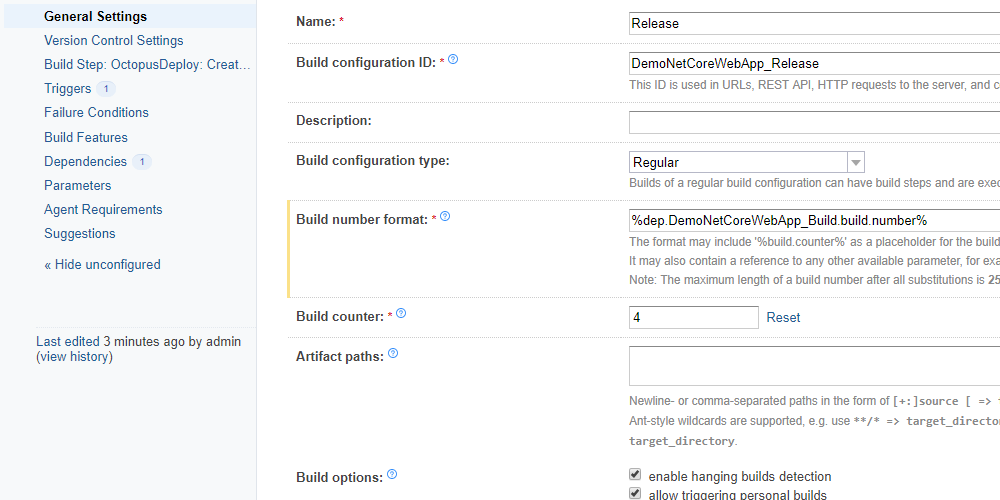 General Settings
Version Control Settings
Build Step: OctopusDeploy: Creat...
Triggers 1
Failure Conditions
Build Features
Dependencies 1
Parameters
Agent Requirements
Suggestions
« Hide unconfigured
Last edited 3 minutes ago by admin
(view history)
Name: *
Release
Build configuration ID: * ?
DemoNetCoreWebApp_Release
This ID is used in URLs, REST API, HTTP requests to the server, and
Description:
Build configuration type:
Regular
Builds of a regular build configuration can have build steps and are
Build number format: * ?
%dep.DemoNetCoreWebApp_Build.build.number%
The format may include '%build.counter%' as a placeholder for the build
It may also contain a reference to any other available parameter, for
Note: The maximum length of a build number after all substitutions is 25
Build counter: * ?
4 Reset
Artifact paths: ?
Newline- or comma-separated paths in the form of [+:]source [ =>
Ant-style wildcards are supported, e.g. use **/* => target_directo
target_directory.
Build options: ?
enable hanging builds detection
allow triggering personal builds